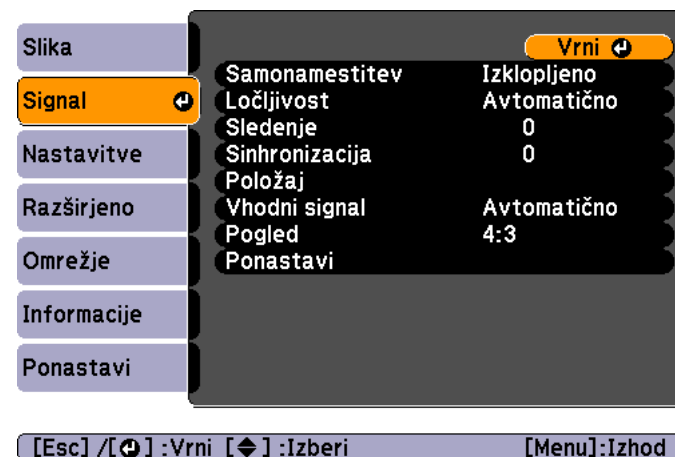 Slika
Signal
Nastavitve
Razširjeno
Omrežje
Informacije
Ponastavi
Vrni
Samonamestitev Izklopljeno
Ločljivost Avtomatično
Sledenje 0
Sinhronizacija 0
Položaj
Vhodni signal Avtomatično
Pogled 4:3
Ponastavi
[Esc] /[ ] :Vrni [ ] :Izberi [Menu]:Izhod